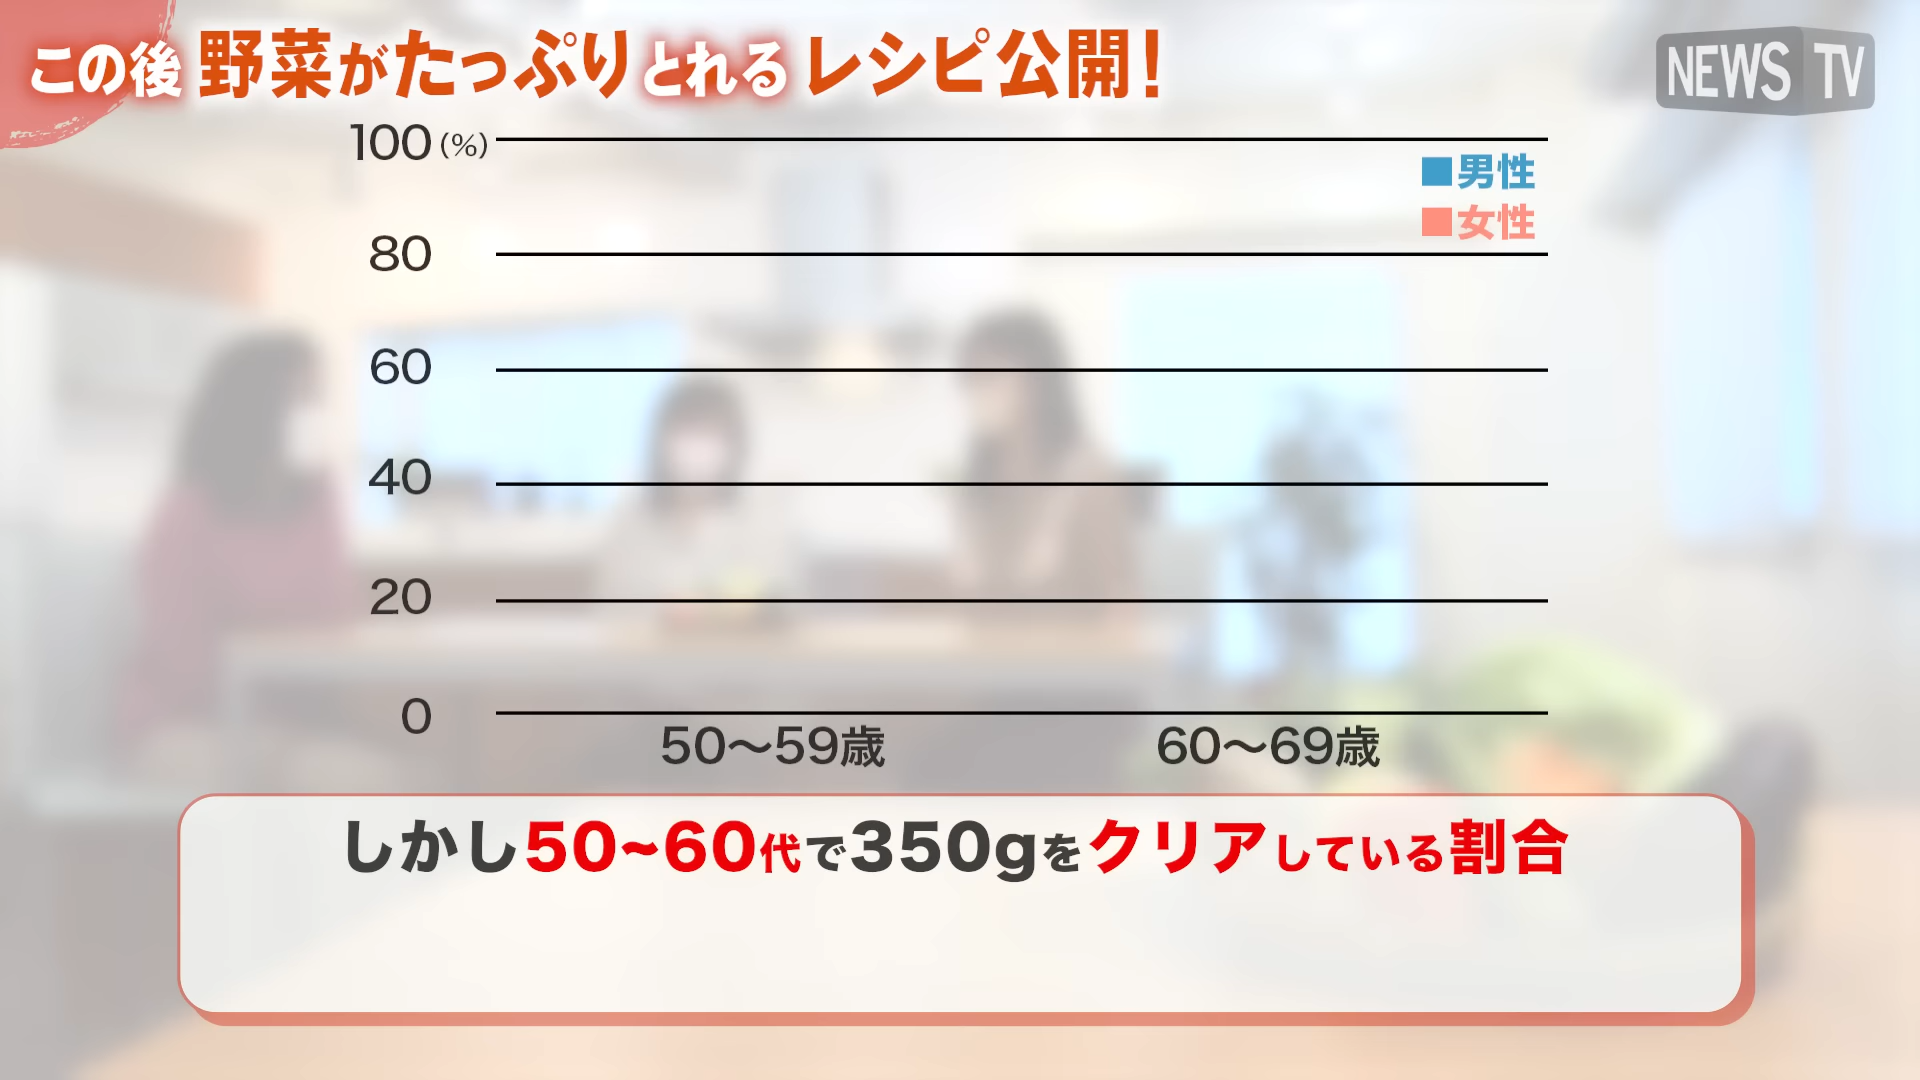 この後 野菜がたっぷりとれるレシピ公開!
NEWS TV
100(%)
■男性
■女性
80
60
40
20
0
50〜59歳 60〜69歳
しかし50~60代で350gをクリアしている割合